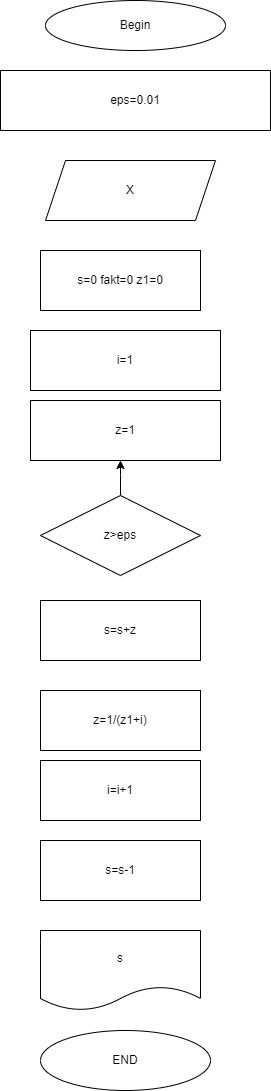 Begin
eps=0.01
X
s=0 fakt=0 z1=0
i=1
z=1
z>eps
s=s+z
z=1/(z1+i)
i=i+1
s=s-1
s
END